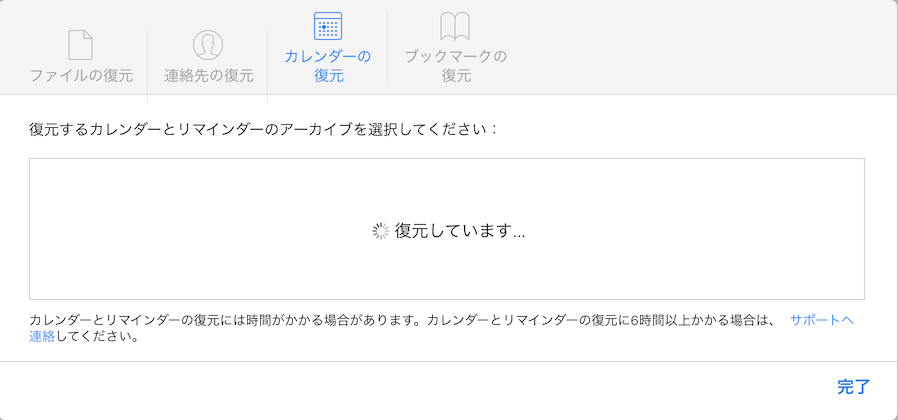 ファイルの復元
連絡先の復元
カレンダーの
復元
ブックマークの
復元
復元するカレンダーとリマインダーのアーカイブを選択してください：
復元しています...
カレンダーとリマインダーの復元には時間がかかる場合があります。カレンダーとリマインダーの復元に6時間以上かかる場合は、 サポートへ
連絡してください。
完了